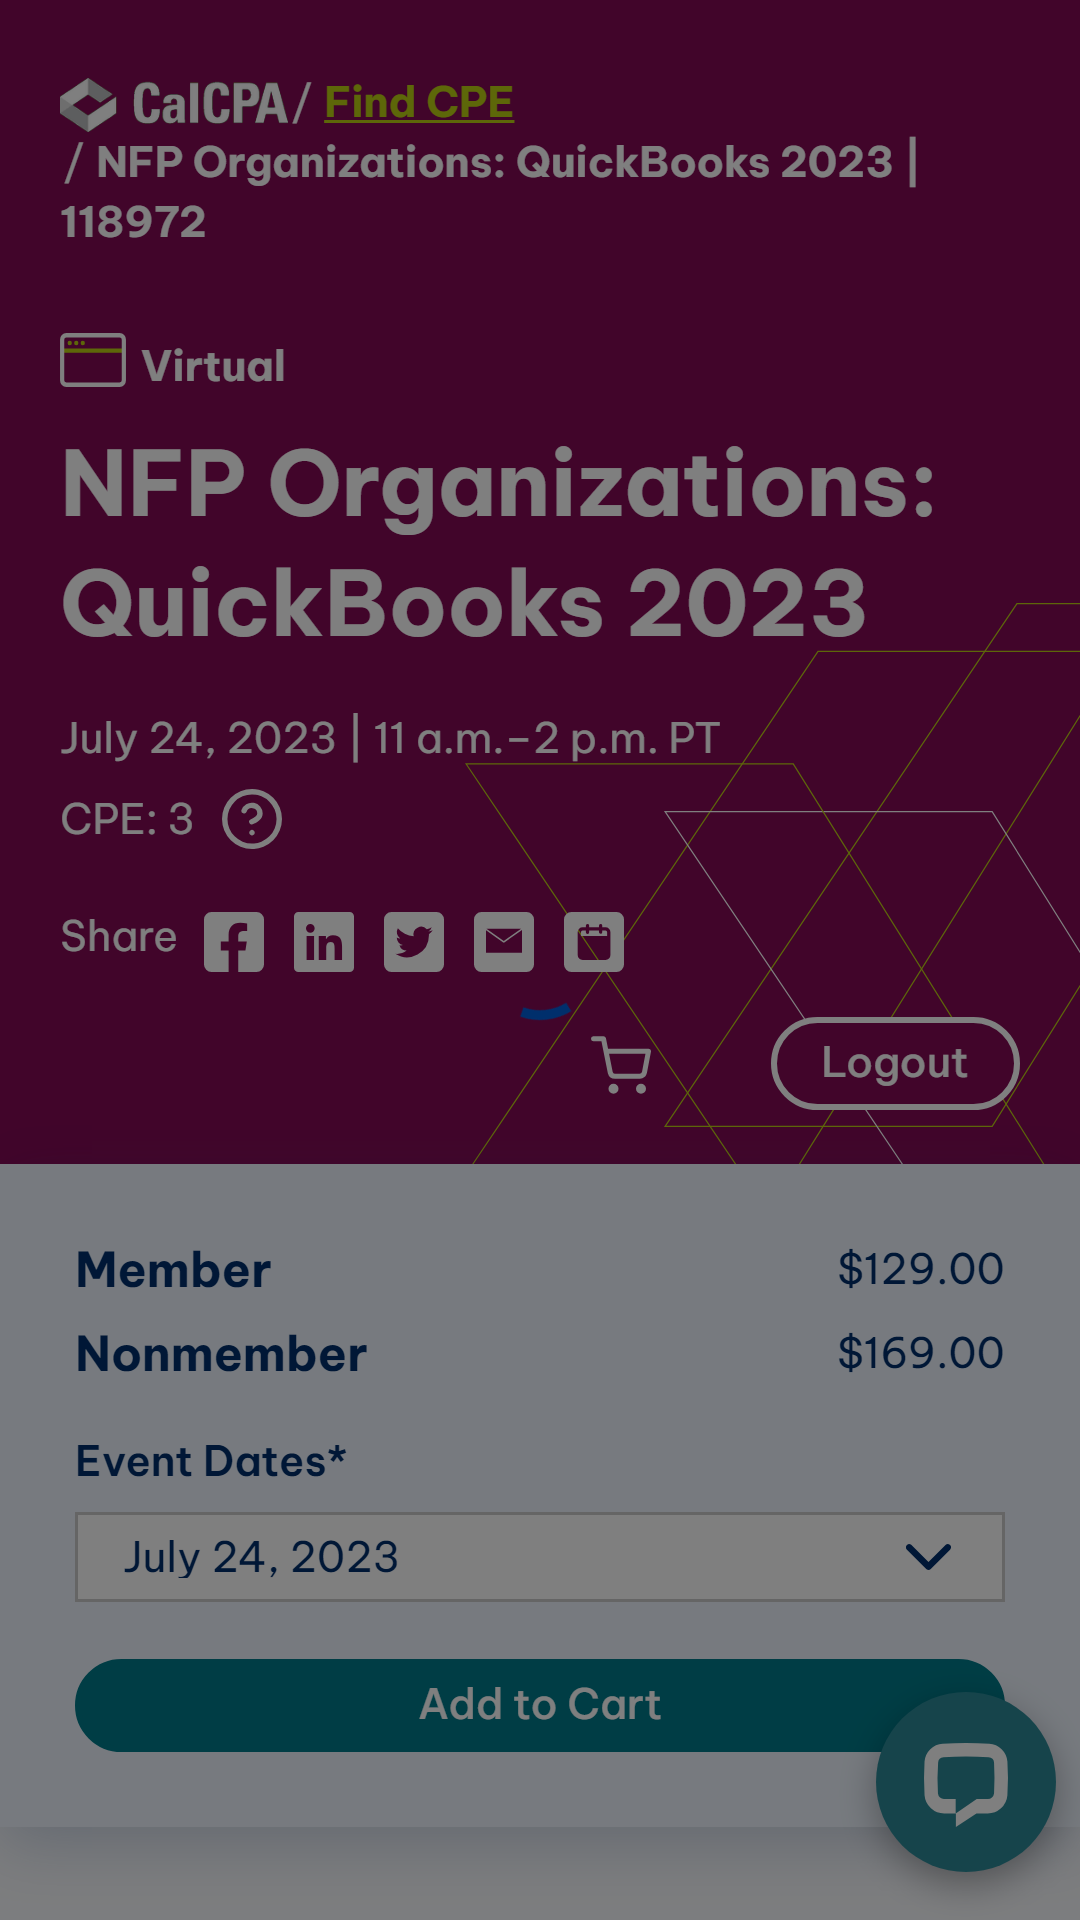 CalCPA / Find CPE
/ NFP Organizations: QuickBooks 2023 |
118972
Virtual
NFP Organizations:
QuickBooks 2023
July 24, 2023 | 11 a.m.–2 p.m. PT
CPE: 3 ?
Share
Logout
Member $129.00
Nonmember $169.00
Event Dates*
July 24, 2023
Add to Cart